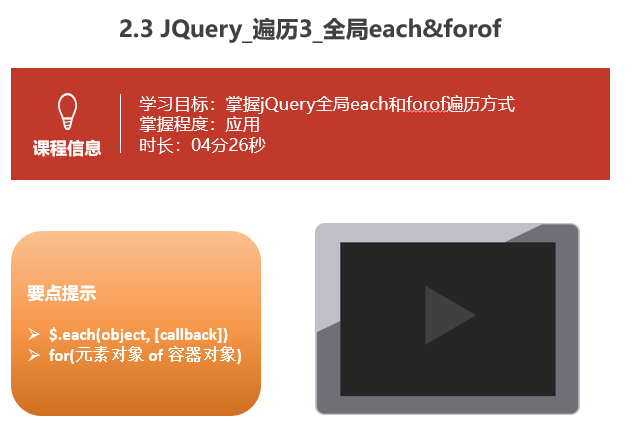 2.3 JQuery_遍历3_全局each&forof
课程信息
学习目标：掌握jQuery全局each和forof遍历方式
掌握程度：应用
时长：04分26秒
要点提示
➢ $.each(object, [callback])
➢ for(元素对象 of 容器对象)